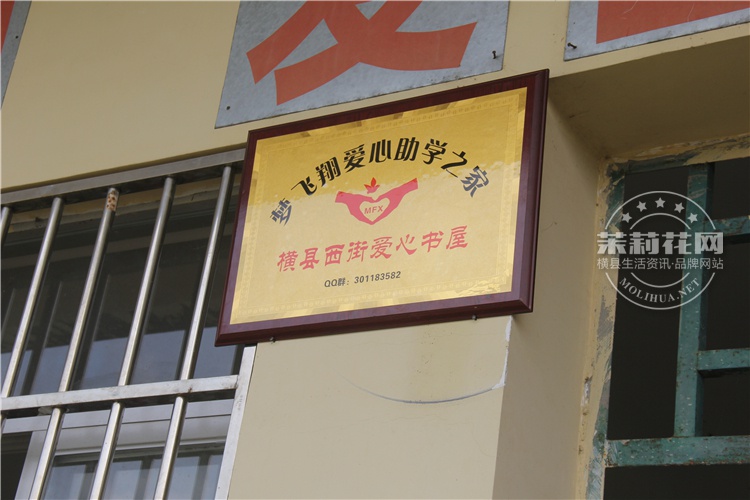 梦飞翔爱心助学之家
MFX
横县西街爱心书屋
QQ群：301183582
茉莉花网
横县生活资讯·品牌网站
MOLIHUA.NET